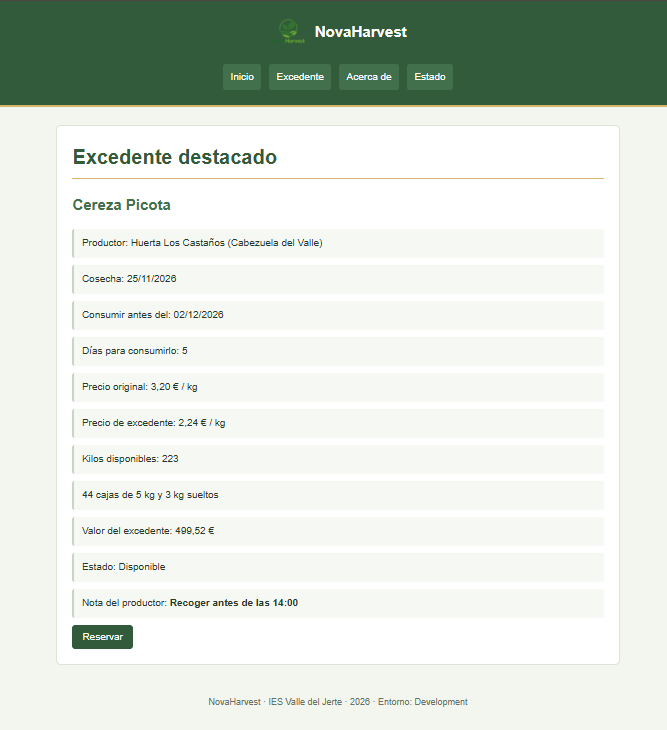 Harvest
NovaHarvest
Inicio
Excedente
Acerca de
Estado
Excedente destacado
Cereza Picota
Productor: Huerta Los Castaños (Cabezuela del Valle)
Cosecha: 25/11/2026
Consumir antes del: 02/12/2026
Días para consumirlo: 5
Precio original: 3,20 € / kg
Precio de excedente: 2,24 € / kg
Kilos disponibles: 223
44 cajas de 5 kg y 3 kg sueltos
Valor del excedente: 499,52 €
Estado: Disponible
Nota del productor: Recoger antes de las 14:00
Reservar
NovaHarvest · IES Valle del Jerte · 2026 · Entorno: Development